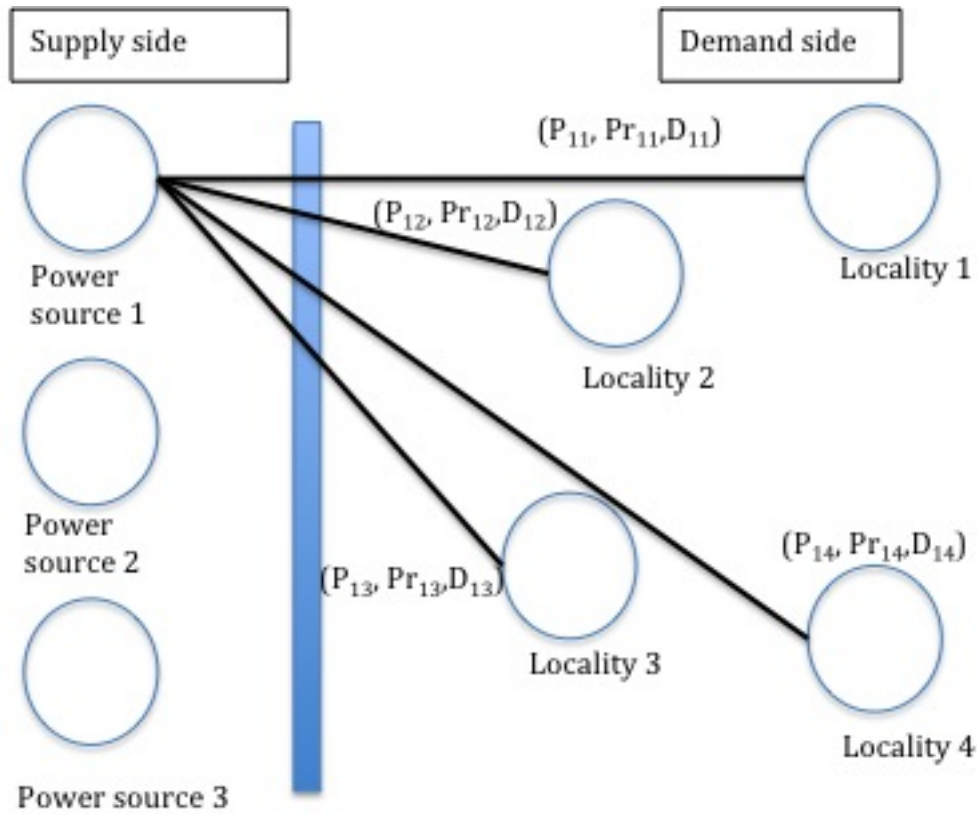 Supply side
Demand side
(P₁₁, Pr₁₁,D₁₁)
(P₁₂, Pr₁₂,D₁₂)
Power
source 1
Locality 1
Locality 2
Power
source 2
(P₁₄, Pr₁₄,D₁₄)
(P₁₃, Pr₁₃,D₁₃)
Locality 3
Locality 4
Power source 3